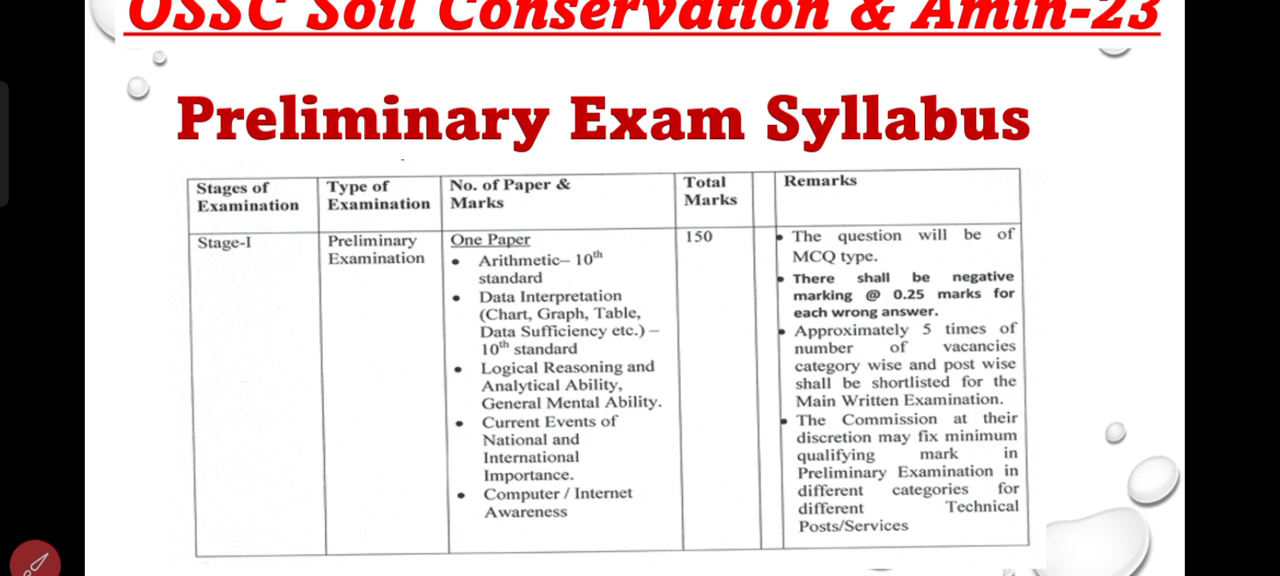 OSSC Soil Conservation & Amin-23
Preliminary Exam Syllabus
Stages of
Examination
Type of
Examination
No. of Paper &
Marks
Total
Marks
Remarks
Stage-I
Preliminary
Examination
One Paper
• Arithmetic– 10th
standard
• Data Interpretation
(Chart, Graph, Table,
Data Sufficiency etc.) –
10th standard
• Logical Reasoning and
Analytical Ability,
General Mental Ability.
• Current Events of
National and
International
Importance.
• Computer / Internet
Awareness
150
• The question will be of
MCQ type.
• There shall be negative
marking @ 0.25 marks for
each wrong answer.
• Approximately 5 times of
number of vacancies
category wise and post wise
shall be shortlisted for the
Main Written Examination.
• The Commission at their
discretion may fix minimum
qualifying mark in
Preliminary Examination in
different categories for
different Technical
Posts/Services